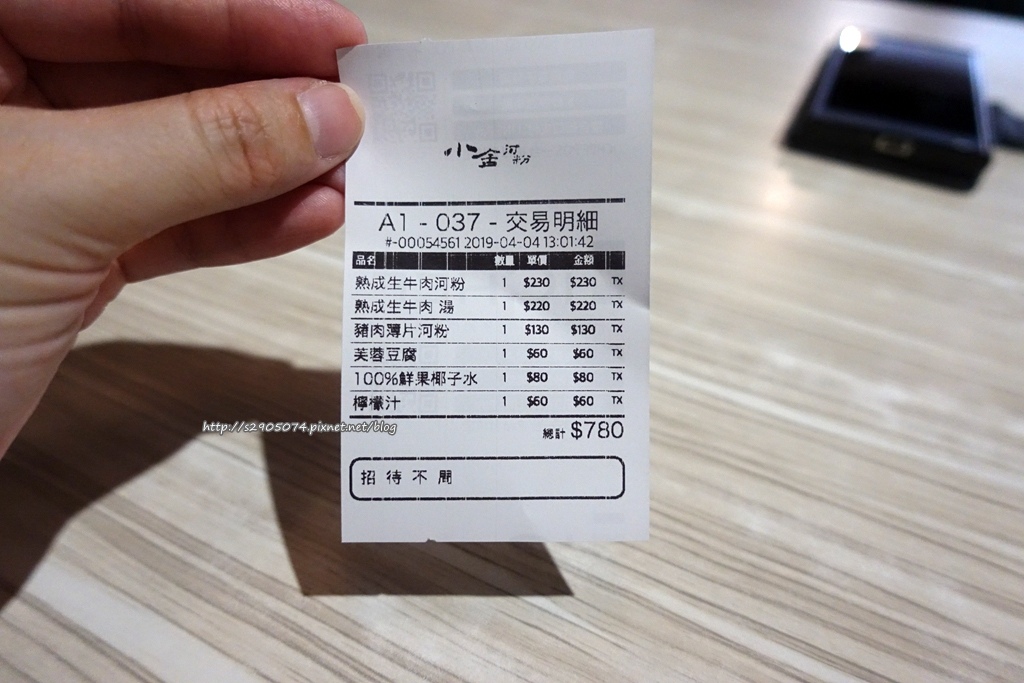 小金河粉
A1 - 037 - 交易明細
#-00054561 2019-04-04 13:01:42
品名 數量 單價 金額
熟成生牛肉河粉 1 $230 $230 TX
熟成生牛肉 湯 1 $220 $220 TX
豬肉薄片河粉 1 $130 $130 TX
芙蓉豆腐 1 $60 $60 TX
100%鮮果椰子水 1 $80 $80 TX
檸檬汁 1 $60 $60 TX
http://s2905074.pixnet.net/blog
總計 $780
招待不周